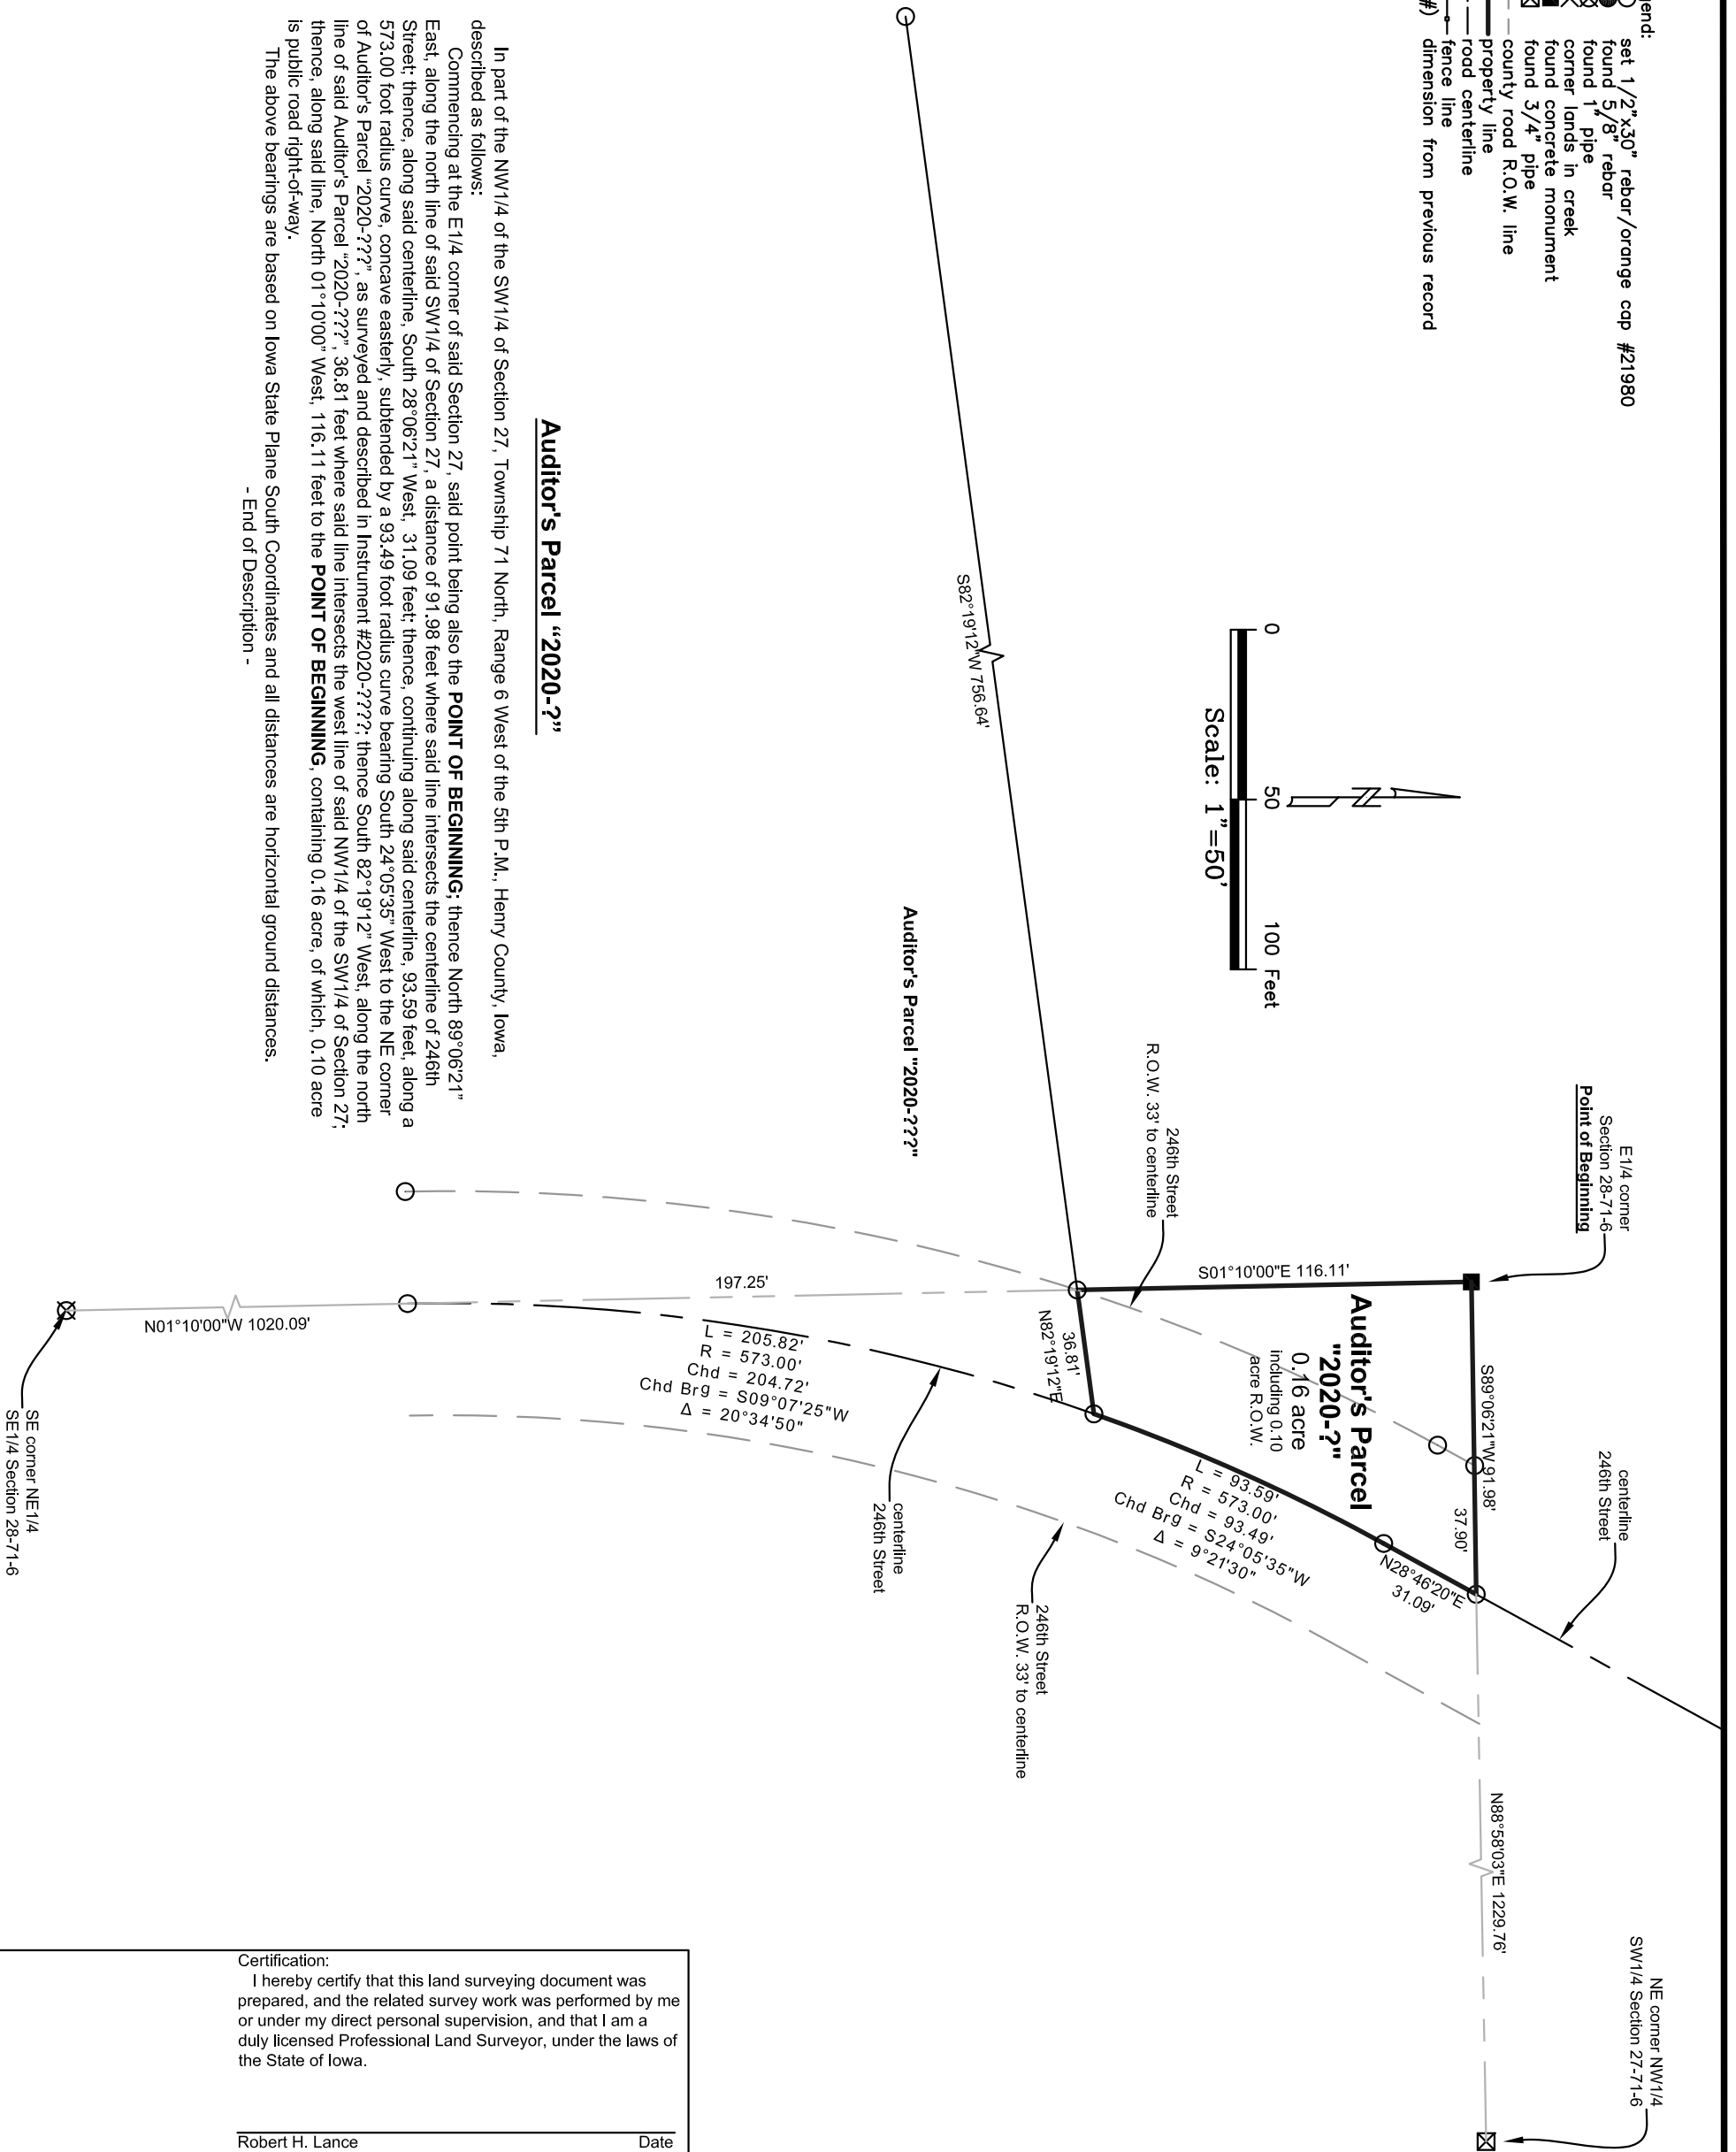 gend:
set 1/2"x30" rebar/orange cap #21980
found 5/8" rebar
found 1" pipe
corner lands in creek
found concrete monument
found 3/4" pipe
county road R.O.W. line
property line
road centerline
fence line
#) dimension from previous record
0 50 100 Feet
Scale: 1"=50'
E1/4 corner
Section 28-71-6
Point of Beginning
centerline
246th Street
NE corner NW1/4
SW1/4 Section 27-71-6
S89°06'21"W 91.98'
37.90'
N88°58'03"E 1229.76'
S01°10'00"E 116.11'
Auditor's Parcel
"2020-?"
0.16 acre
including 0.10
acre R.O.W.
N28°46'20"E
31.09'
L = 93.59'
R = 573.00'
Chd = 93.49'
Chd Brg = S24°05'35"W
Δ = 9°21'30"
246th Street
R.O.W. 33' to centerline
36.81'
N82°19'12"E
S82°19'12"W 756.64'
246th Street
R.O.W. 33' to centerline
Auditor's Parcel "2020-???"
centerline
246th Street
197.25'
L = 205.82'
R = 573.00'
Chd = 204.72'
Chd Brg = S09°07'25"W
Δ = 20°34'50"
N01°10'00"W 1020.09'
SE corner NE1/4
SE1/4 Section 28-71-6
Auditor's Parcel “2020-?”
In part of the NW1/4 of the SW1/4 of Section 27, Township 71 North, Range 6 West of the 5th P.M., Henry County, Iowa,
described as follows:
Commencing at the E1/4 corner of said Section 27, said point being also the POINT OF BEGINNING; thence North 89°06'21”
East, along the north line of said SW1/4 of Section 27, a distance of 91.98 feet where said line intersects the centerline of 246th
Street; thence, along said centerline, South 28°06'21” West, 31.09 feet; thence, continuing along said centerline, 93.59 feet, along a
573.00 foot radius curve, concave easterly, subtended by a 93.49 foot radius curve bearing South 24°05'35” West to the NE corner
of Auditor's Parcel “2020-???”, as surveyed and described in Instrument #2020-????; thence South 82°19'12” West, along the north
line of said Auditor's Parcel “2020-???”, 36.81 feet where said line intersects the west line of said NW1/4 of the SW1/4 of Section 27;
thence, along said line, North 01°10'00” West, 116.11 feet to the POINT OF BEGINNING, containing 0.16 acre, of which, 0.10 acre
is public road right-of-way.
The above bearings are based on Iowa State Plane South Coordinates and all distances are horizontal ground distances.
- End of Description -
Certification:
I hereby certify that this land surveying document was
prepared, and the related survey work was performed by me
or under my direct personal supervision, and that I am a
duly licensed Professional Land Surveyor, under the laws of
the State of Iowa.
Robert H. Lance Date